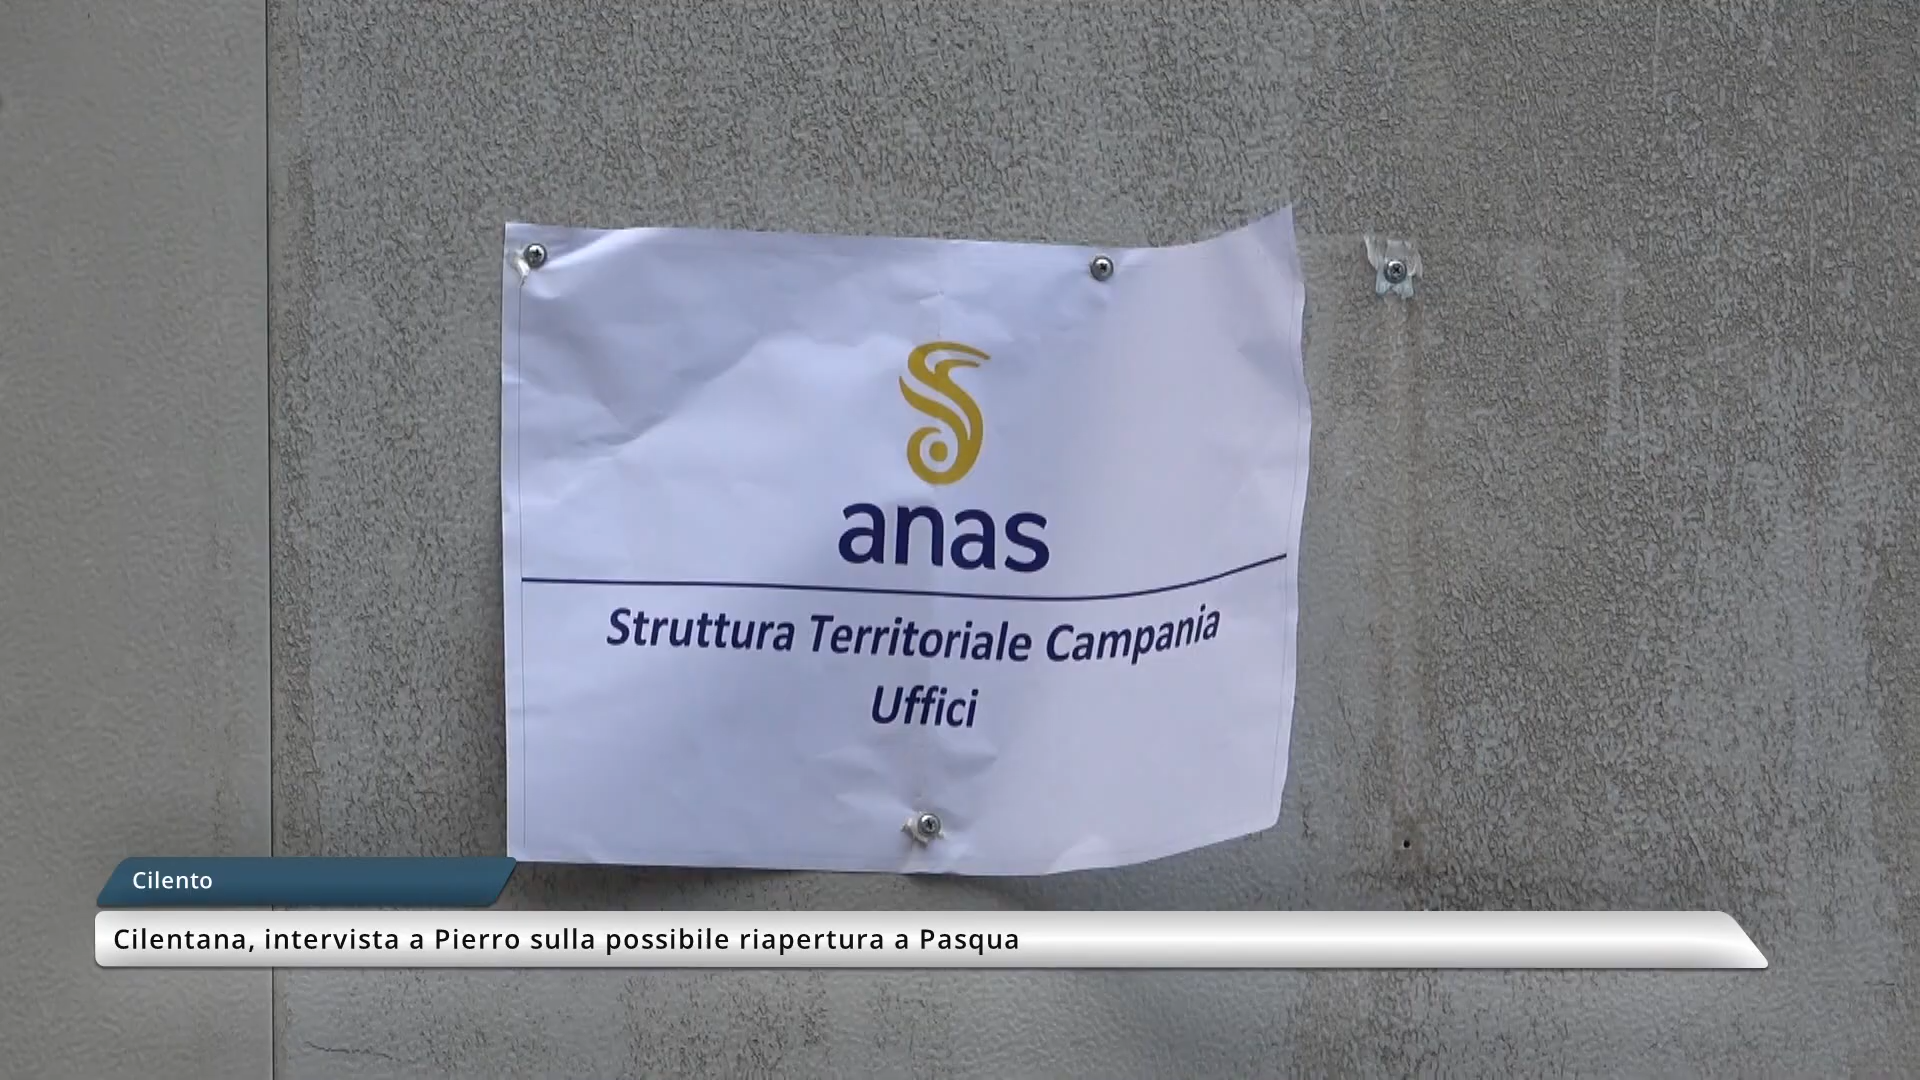 anas
Struttura Territoriale Campania
Uffici
Cilento
Cilentana, intervista a Pierro sulla possibile riapertura a Pasqua